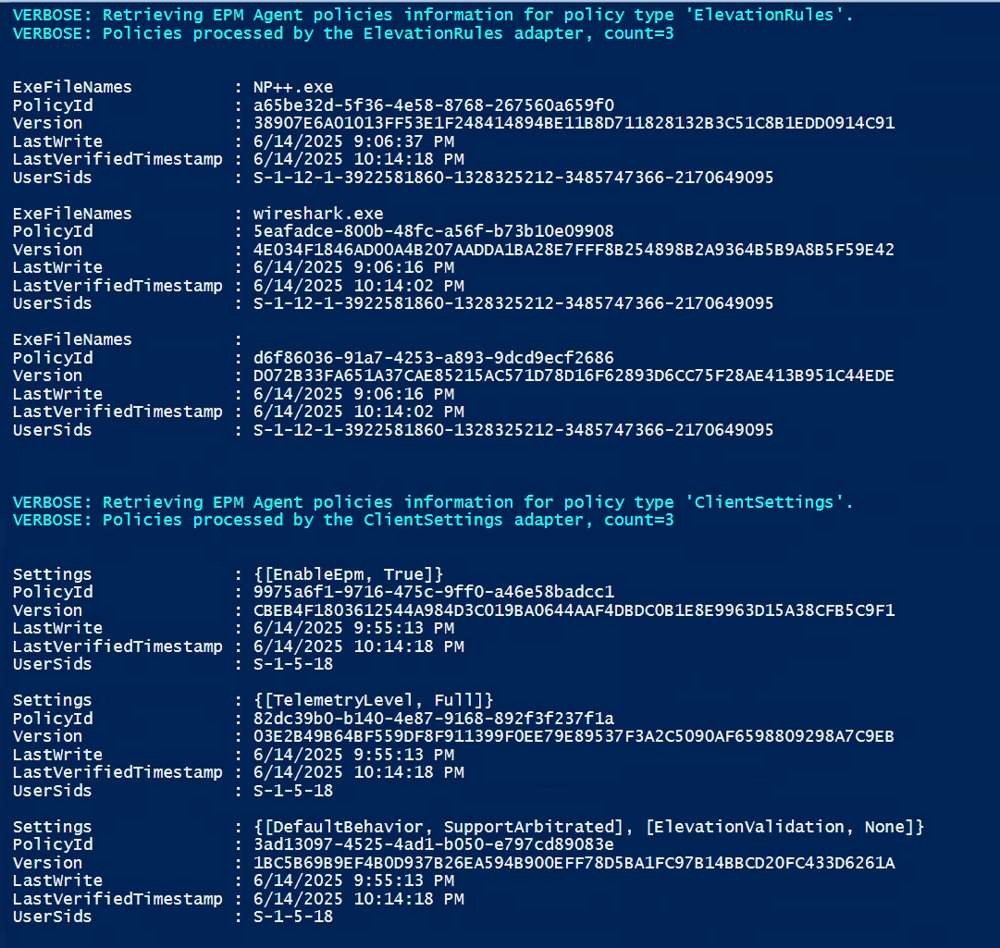 VERBOSE: Retrieving EPM Agent policies information for policy type 'ElevationRules'.
VERBOSE: Policies processed by the ElevationRules adapter, count=3
ExeFileNames : NP++.exe
PolicyId : a65be32d-5f36-4e58-8768-267560a659f0
Version : 38907E6A01013FF53E1F248414894BE11B8D711828132B3C51C8B1EDD0914C91
LastWrite : 6/14/2025 9:06:37 PM
LastVerifiedTimestamp : 6/14/2025 10:14:18 PM
UserSids : S-1-12-1-3922581860-1328325212-3485747366-2170649095
ExeFileNames : wireshark.exe
PolicyId : 5eafadce-800b-48fc-a56f-b73b10e09908
Version : 4E034F1846AD00A4B207AADDA1BA28E7FFF8B254898B2A9364B5B9A8B5F59E42
LastWrite : 6/14/2025 9:06:16 PM
LastVerifiedTimestamp : 6/14/2025 10:14:02 PM
UserSids : S-1-12-1-3922581860-1328325212-3485747366-2170649095
ExeFileNames :
PolicyId : d6f86036-91a7-4253-a893-9dcd9ecf2686
Version : D072B33FA651A37CAE85215AC571D78D16F62893D6CC75F28AE413B951C44EDE
LastWrite : 6/14/2025 9:06:16 PM
LastVerifiedTimestamp : 6/14/2025 10:14:02 PM
UserSids : S-1-12-1-3922581860-1328325212-3485747366-2170649095
VERBOSE: Retrieving EPM Agent policies information for policy type 'ClientSettings'.
VERBOSE: Policies processed by the ClientSettings adapter, count=3
Settings : {[EnableEpm, True]}
PolicyId : 9975a6f1-9716-475c-9ff0-a46e58badcc1
Version : CBEB4F1803612544A984D3C019BA0644AAF4DBDC0B1E8E9963D15A38CFB5C9F1
LastWrite : 6/14/2025 9:55:13 PM
LastVerifiedTimestamp : 6/14/2025 10:14:18 PM
UserSids : S-1-5-18
Settings : {[TelemetryLevel, Full]}
PolicyId : 82dc39b0-b140-4e87-9168-892f3f237f1a
Version : 03E2B49B64BF559DF8F911399F0EE79E89537F3A2C5090AF6598809298A7C9EB
LastWrite : 6/14/2025 9:55:13 PM
LastVerifiedTimestamp : 6/14/2025 10:14:18 PM
UserSids : S-1-5-18
Settings : {[DefaultBehavior, SupportArbitrated], [ElevationValidation, None]}
PolicyId : 3ad13097-4525-4ad1-b050-e797cd89083e
Version : 1BC5B69B9EF4B0D937B26EA594B900EFF78D5BA1FC97B14BBCD20FC433D6261A
LastWrite : 6/14/2025 9:55:13 PM
LastVerifiedTimestamp : 6/14/2025 10:14:18 PM
UserSids : S-1-5-18